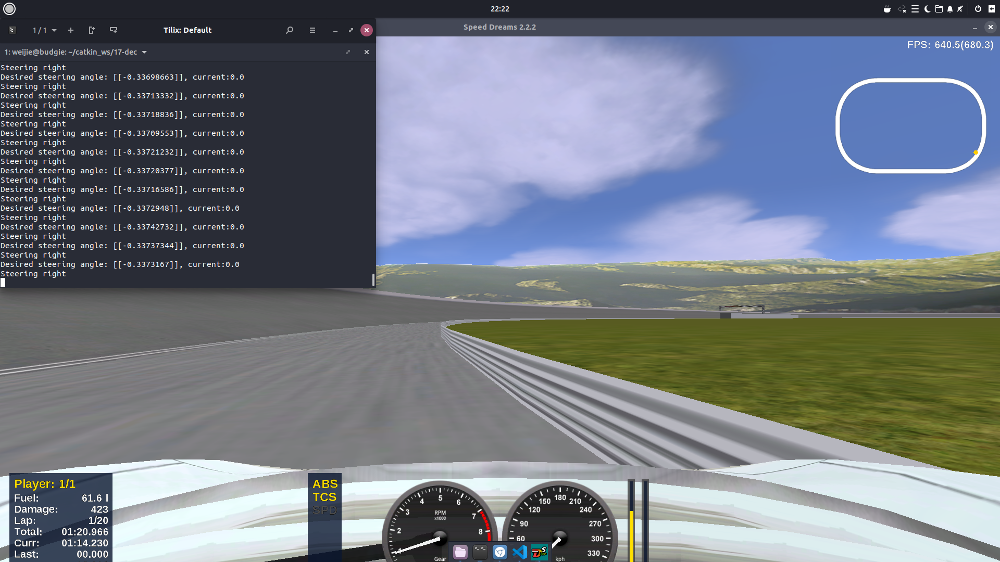 22:22
1 / 1
Tilix: Default
Speed Dreams 2.2.2
FPS: 640.5(680.3)
1: weijie@budgie: ~/catkin_ws/17-dec
Steering right
Desired steering angle: [[-0.33698663]], current:0.0
Steering right
Desired steering angle: [[-0.33713332]], current:0.0
Steering right
Desired steering angle: [[-0.33718836]], current:0.0
Steering right
Desired steering angle: [[-0.33709553]], current:0.0
Steering right
Desired steering angle: [[-0.33721232]], current:0.0
Steering right
Desired steering angle: [[-0.33720377]], current:0.0
Steering right
Desired steering angle: [[-0.33716586]], current:0.0
Steering right
Desired steering angle: [[-0.3372948]], current:0.0
Steering right
Desired steering angle: [[-0.33742732]], current:0.0
Steering right
Desired steering angle: [[-0.33737344]], current:0.0
Steering right
Desired steering angle: [[-0.3373167]], current:0.0
Steering right
Player: 1/1
Fuel: 61.6 l
Damage: 423
Lap: 1/20
Total: 01:20.966
Curr: 01:14.230
Last: 00.000
ABS
TCS
SPD
1 2 3 4 5 6 7 8
RPM
x1000
Gear
60 90 120 150 180 210 240 270 300 330
kph